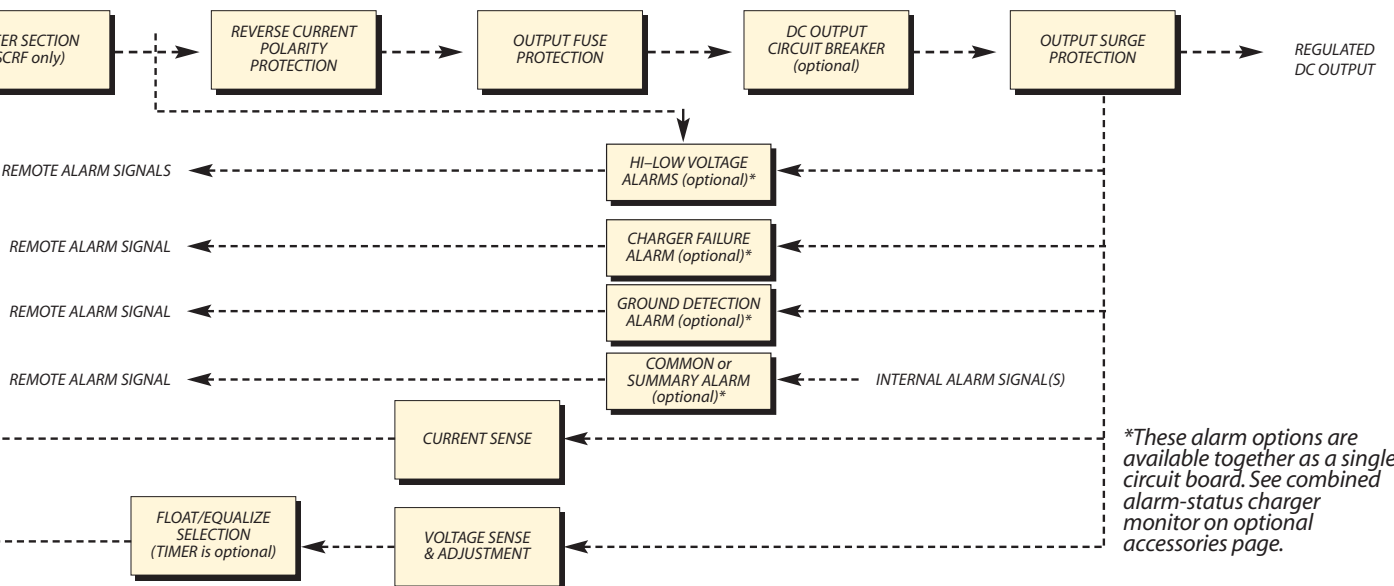 ER SECTION
SCRF only)
REVERSE CURRENT
POLARITY
PROTECTION
OUTPUT FUSE
PROTECTION
DC OUTPUT
CIRCUIT BREAKER
(optional)
OUTPUT SURGE
PROTECTION
REGULATED
DC OUTPUT
REMOTE ALARM SIGNALS
HI–LOW VOLTAGE
ALARMS (optional)*
REMOTE ALARM SIGNAL
CHARGER FAILURE
ALARM (optional)*
REMOTE ALARM SIGNAL
GROUND DETECTION
ALARM (optional)*
REMOTE ALARM SIGNAL
COMMON or
SUMMARY ALARM
(optional)*
INTERNAL ALARM SIGNAL(S)
CURRENT SENSE
*These alarm options are
available together as a single
circuit board. See combined
alarm-status charger
monitor on optional
accessories page.
FLOAT/EQUALIZE
SELECTION
(TIMER is optional)
VOLTAGE SENSE
& ADJUSTMENT